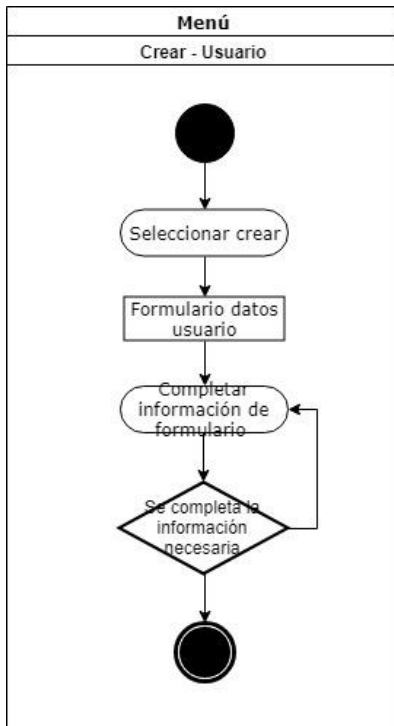 Menú
Crear - Usuario
Seleccionar crear
Formulario datos
usuario
Completar
información de
formulario
Se completa la
información
necesaria